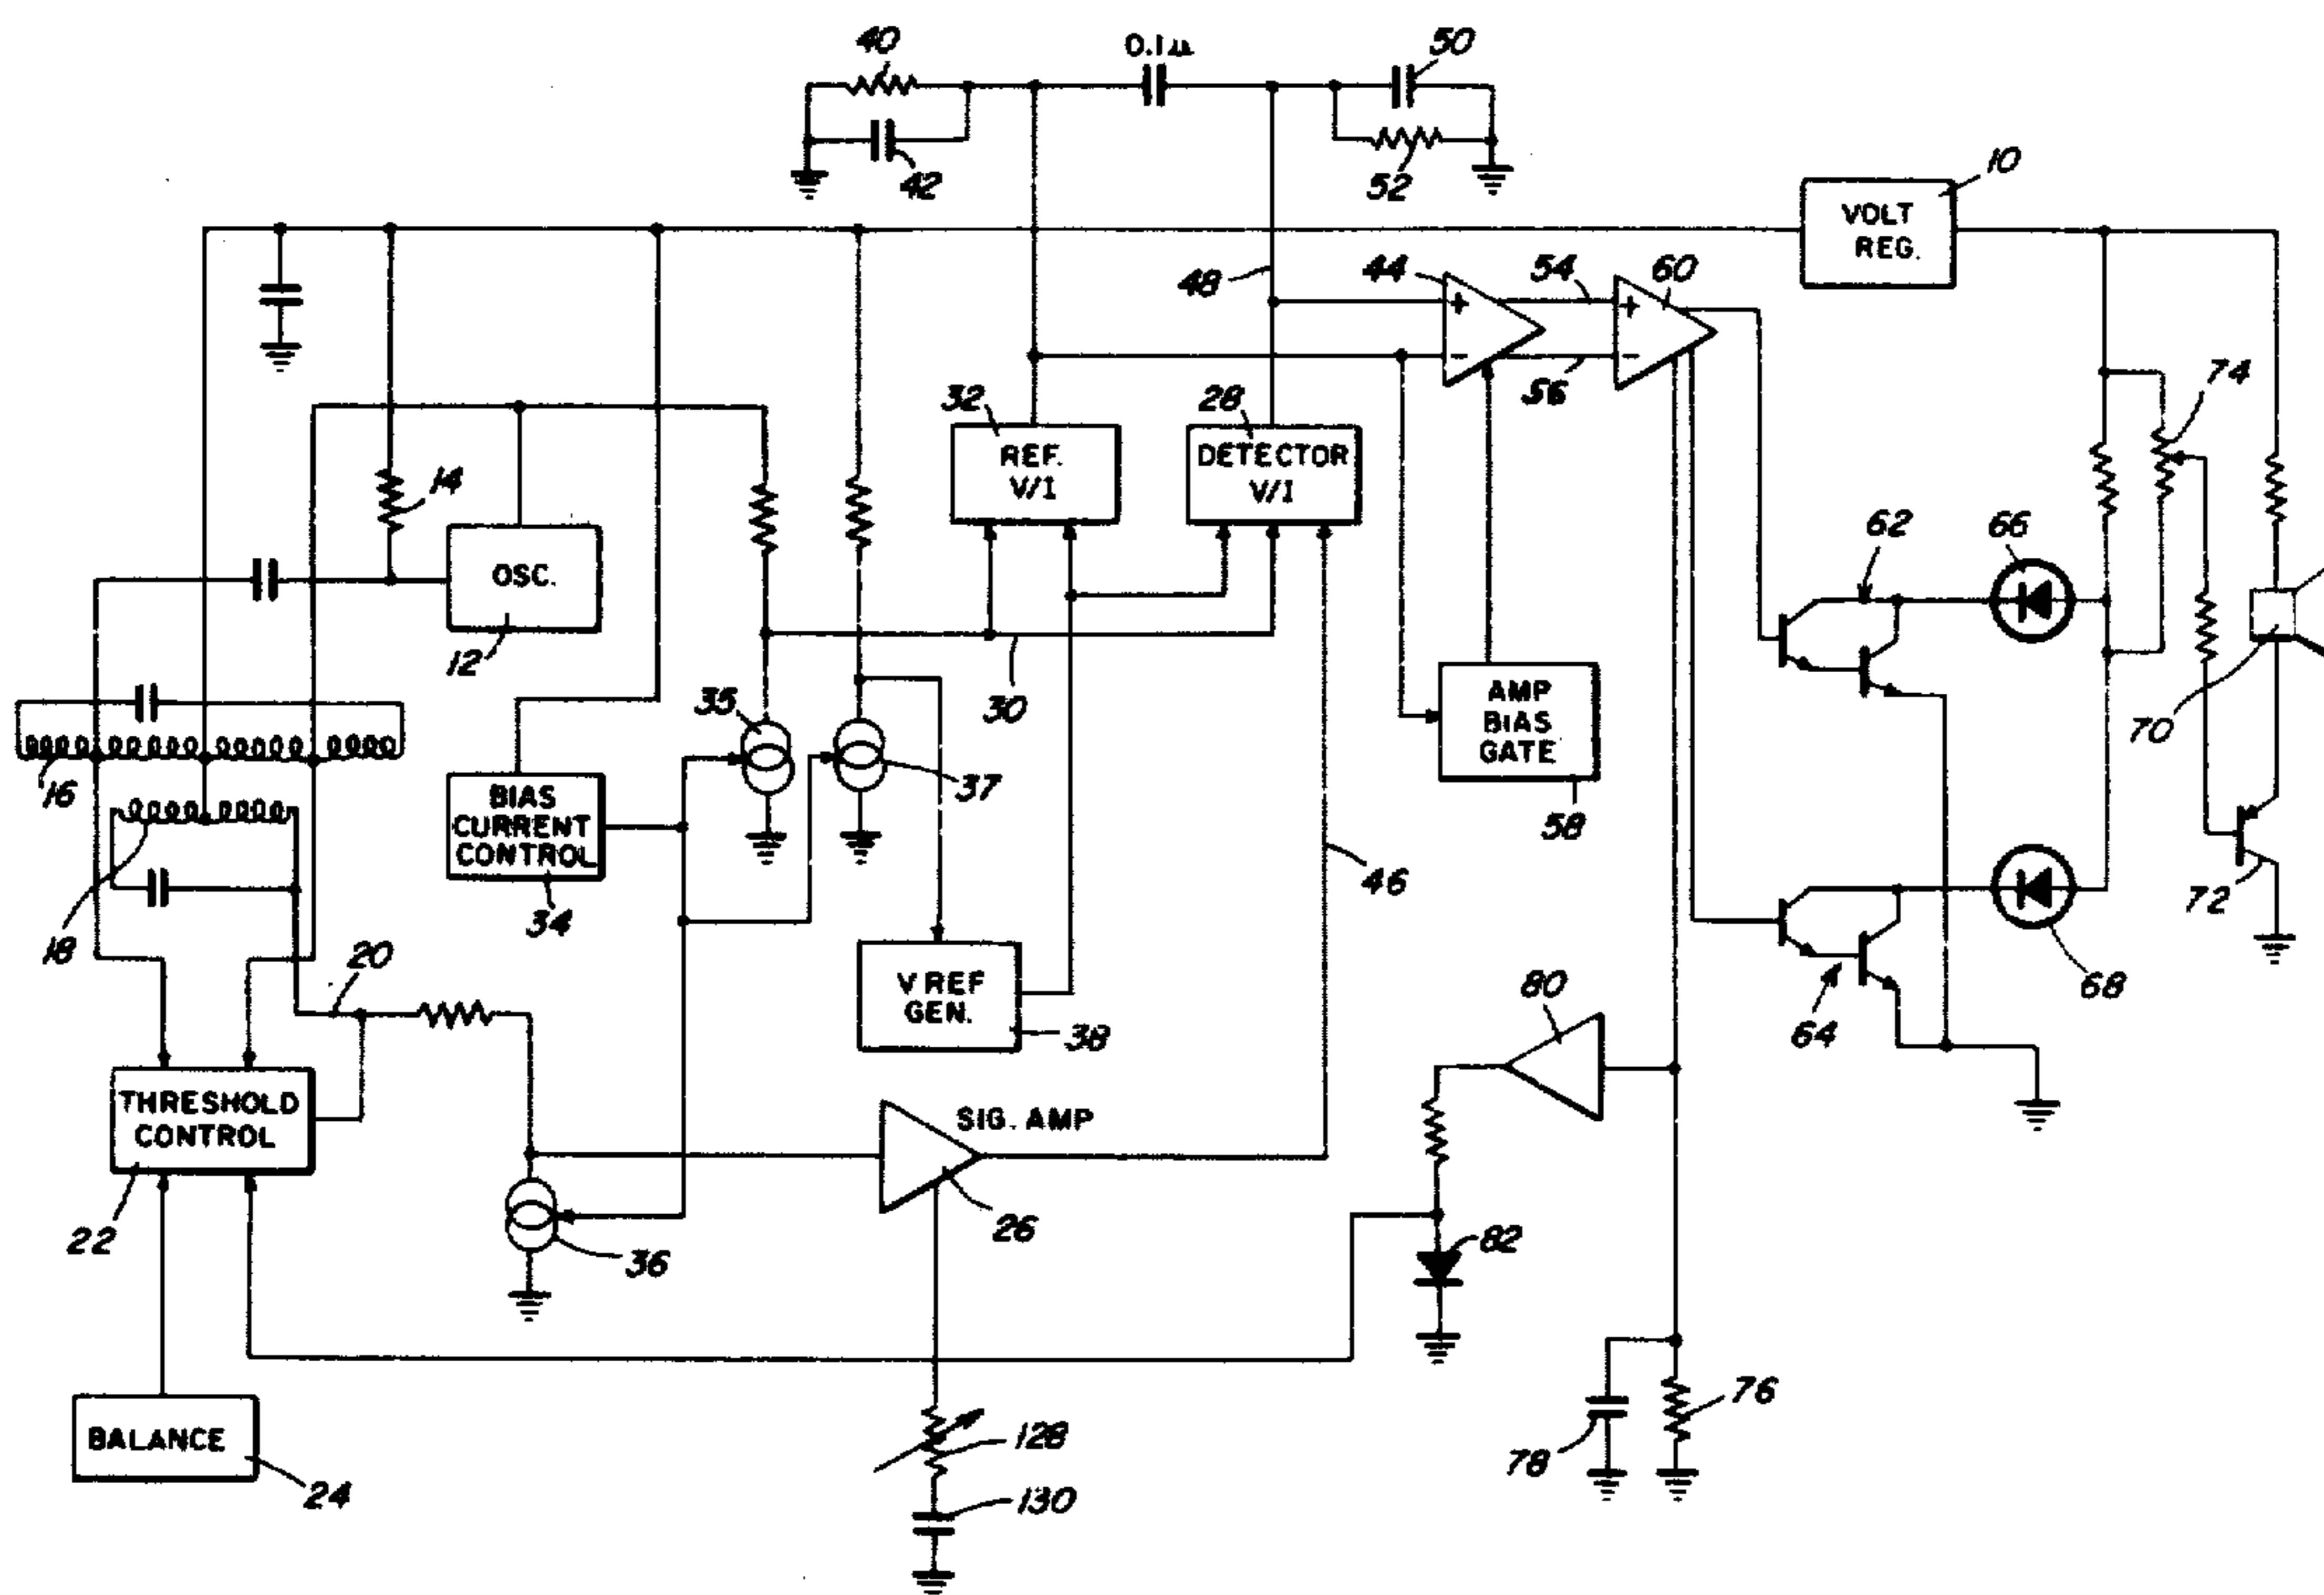 40
0.1µ
50
42
52
10
VOLT
REG.
44
54
60
48
56
74
32
28
REF.
V/I
DETECTOR
V/I
14
OSC.
12
62
66
30
35
37
AMP
BIAS
GATE
58
70
16
BIAS
CURRENT
CONTROL
34
46
72
18
20
V REF
GEN.
38
80
64
68
THRESHOLD
CONTROL
22
SIG. AMP
26
36
82
BALANCE
24
128
130
78
76